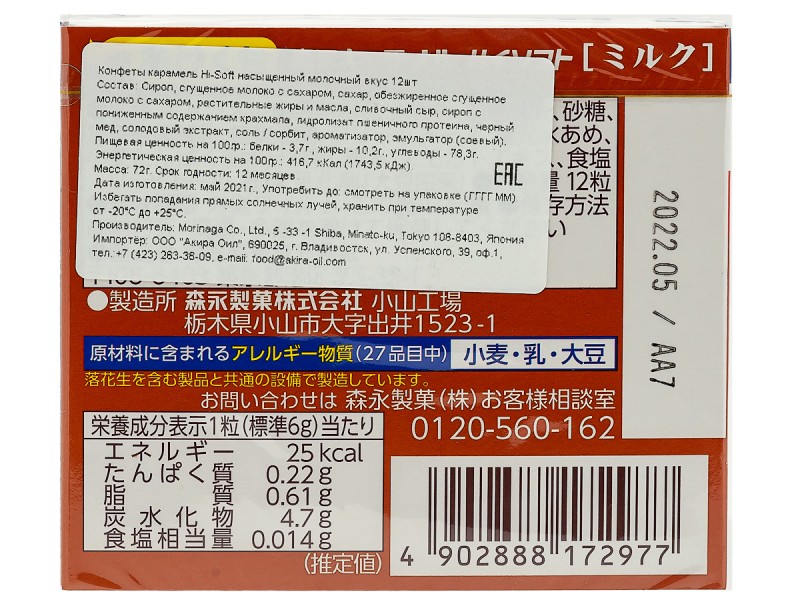 [ミルク]
Конфеты карамель Hi-Soft насыщенный молочный вкус 12шт
Состав: Сироп, сгущенное молоко с сахаром, сахар, обезжиренное сгущенное
молоко с сахаром, растительные жиры и масла, сливочный сыр, сироп с
пониженным содержанием крахмала, гидролизат пшеничного протеина, черный
мед, солодовый экстракт, соль / сорбит, ароматизатор, эмульгатор (соевый).
Пищевая ценность на 100гр.: белки - 3,7г., жиры - 10,2г., углеводы - 78,3г.
Энергетическая ценность на 100гр.: 416,7 кКал (1743,5 кДж)
Масса: 72г. Срок годности: 12 месяцев
Дата изготовления: май 2021г., Употребить до: смотреть на упаковке (ГГГГ ММ)
Избегать попадания прямых солнечных лучей, хранить при температуре
от -20°С до +25°С.
Производитель: Morinaga Co., Ltd., 5 -33 -1 Shiba, Minato-ku, Tokyo 108-8403, Япония
Импортер: ООО "Акира Оил", 690025, г. Владивосток, ул. Успенского, 39, оф.1,
тел.:+7 (423) 263-36-09, e-mail: food@akira-oil.com
EAC
、砂糖、
水あめ、
、食塩
量 12粒
存方法
い
2022.05 / AA7
●製造所 森永製菓株式会社 小山工場
栃木県小山市大字出井1523-1
原材料に含まれるアレルギー物質(27品目中) 小麦・乳・大豆
落花生を含む製品と共通の設備で製造しています。
お問い合わせは 森永製菓(株)お客様相談室
0120-560-162
栄養成分表示1粒(標準6g)当たり
エネルギー 25kcal
たんぱく質 0.22g
脂質 0.61g
炭水化物 4.7g
食塩相当量 0.014g
(推定値)
4 902888 172977